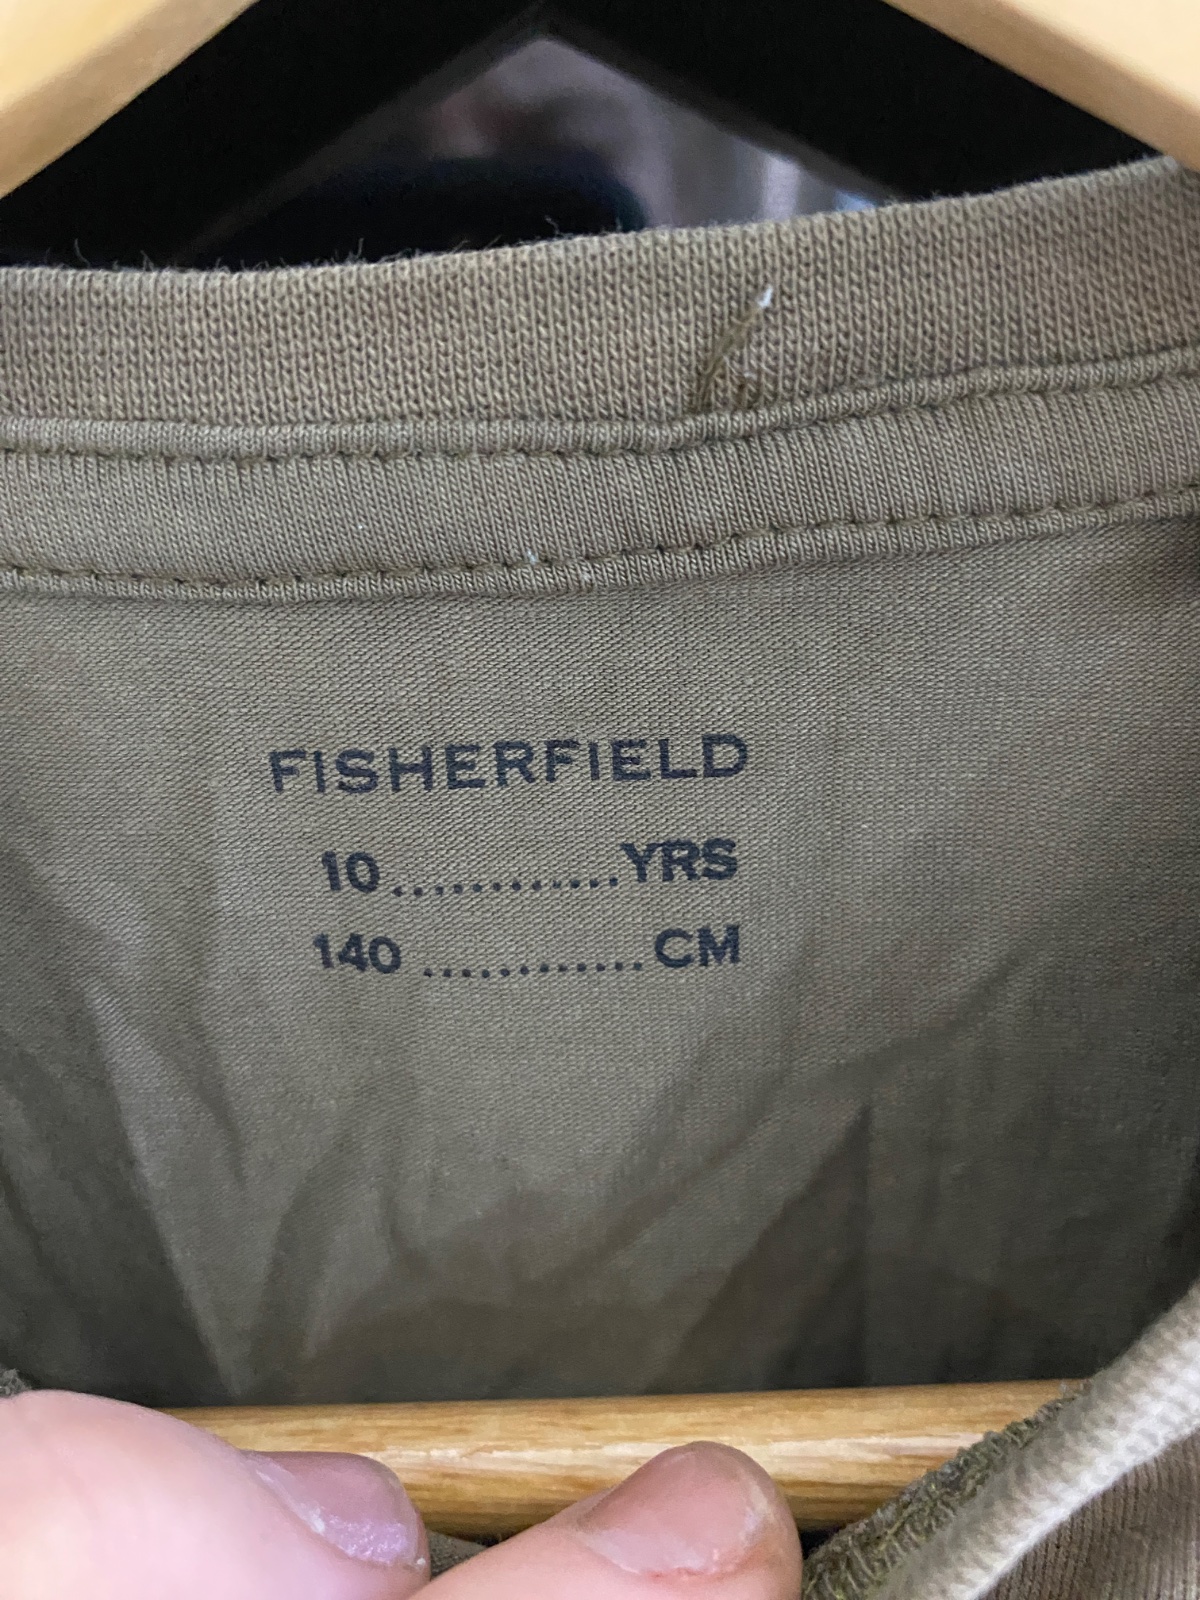 FISHERFIELD
10............YRS
140 ............ CM